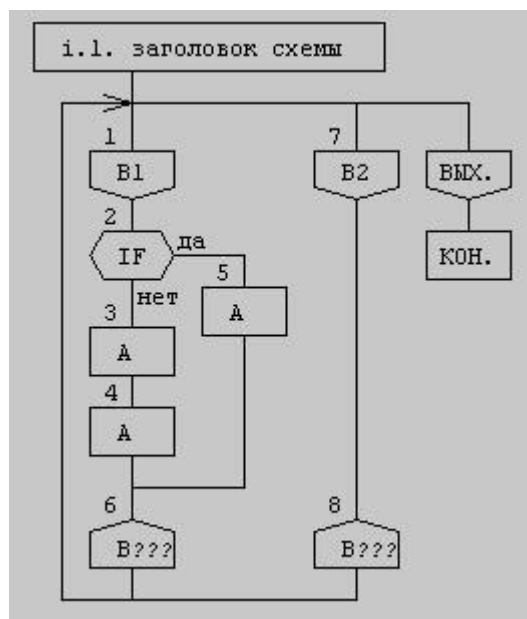 i.1. заголовок схемы
1
7
B1
B2
ВЫХ.
2
IF
да
5
КОН.
нет
3
A
A
4
A
6
8
B???
B???